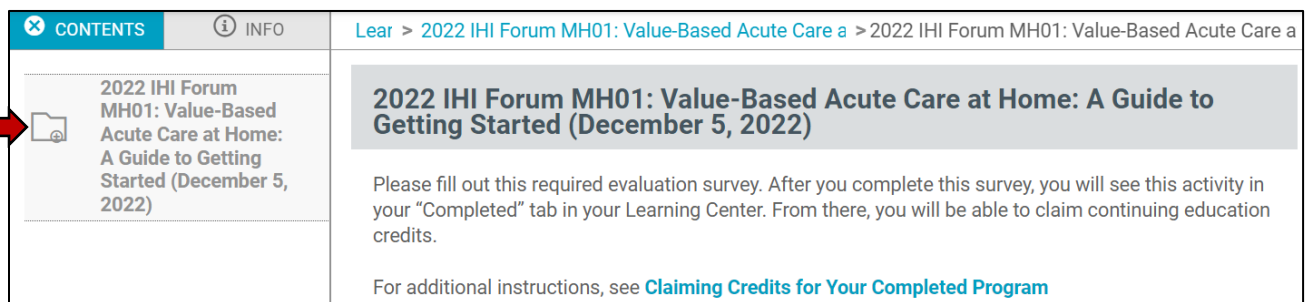 CONTENTS
INFO
Lear > 2022 IHI Forum MH01: Value-Based Acute Care a > 2022 IHI Forum MH01: Value-Based Acute Care a
2022 IHI Forum
MH01: Value-Based
Acute Care at Home:
A Guide to Getting
Started (December 5,
2022)
2022 IHI Forum MH01: Value-Based Acute Care at Home: A Guide to
Getting Started (December 5, 2022)
Please fill out this required evaluation survey. After you complete this survey, you will see this activity in
your “Completed” tab in your Learning Center. From there, you will be able to claim continuing education
credits.
For additional instructions, see Claiming Credits for Your Completed Program